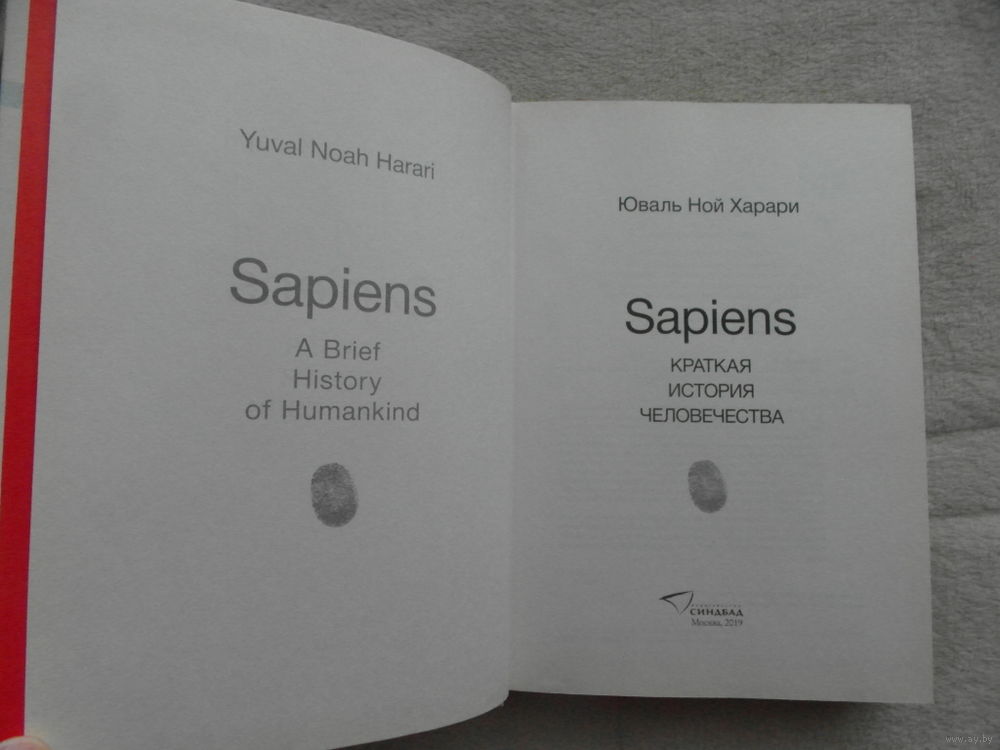 Yuval Noah Harari
Sapiens
A Brief
History
of Humankind
Юваль Ной Харари
Sapiens
КРАТКАЯ
ИСТОРИЯ
ЧЕЛОВЕЧЕСТВА
ИЗДАТЕЛЬСТВО
СИНДБАД
Москва, 2019
www.ay.by